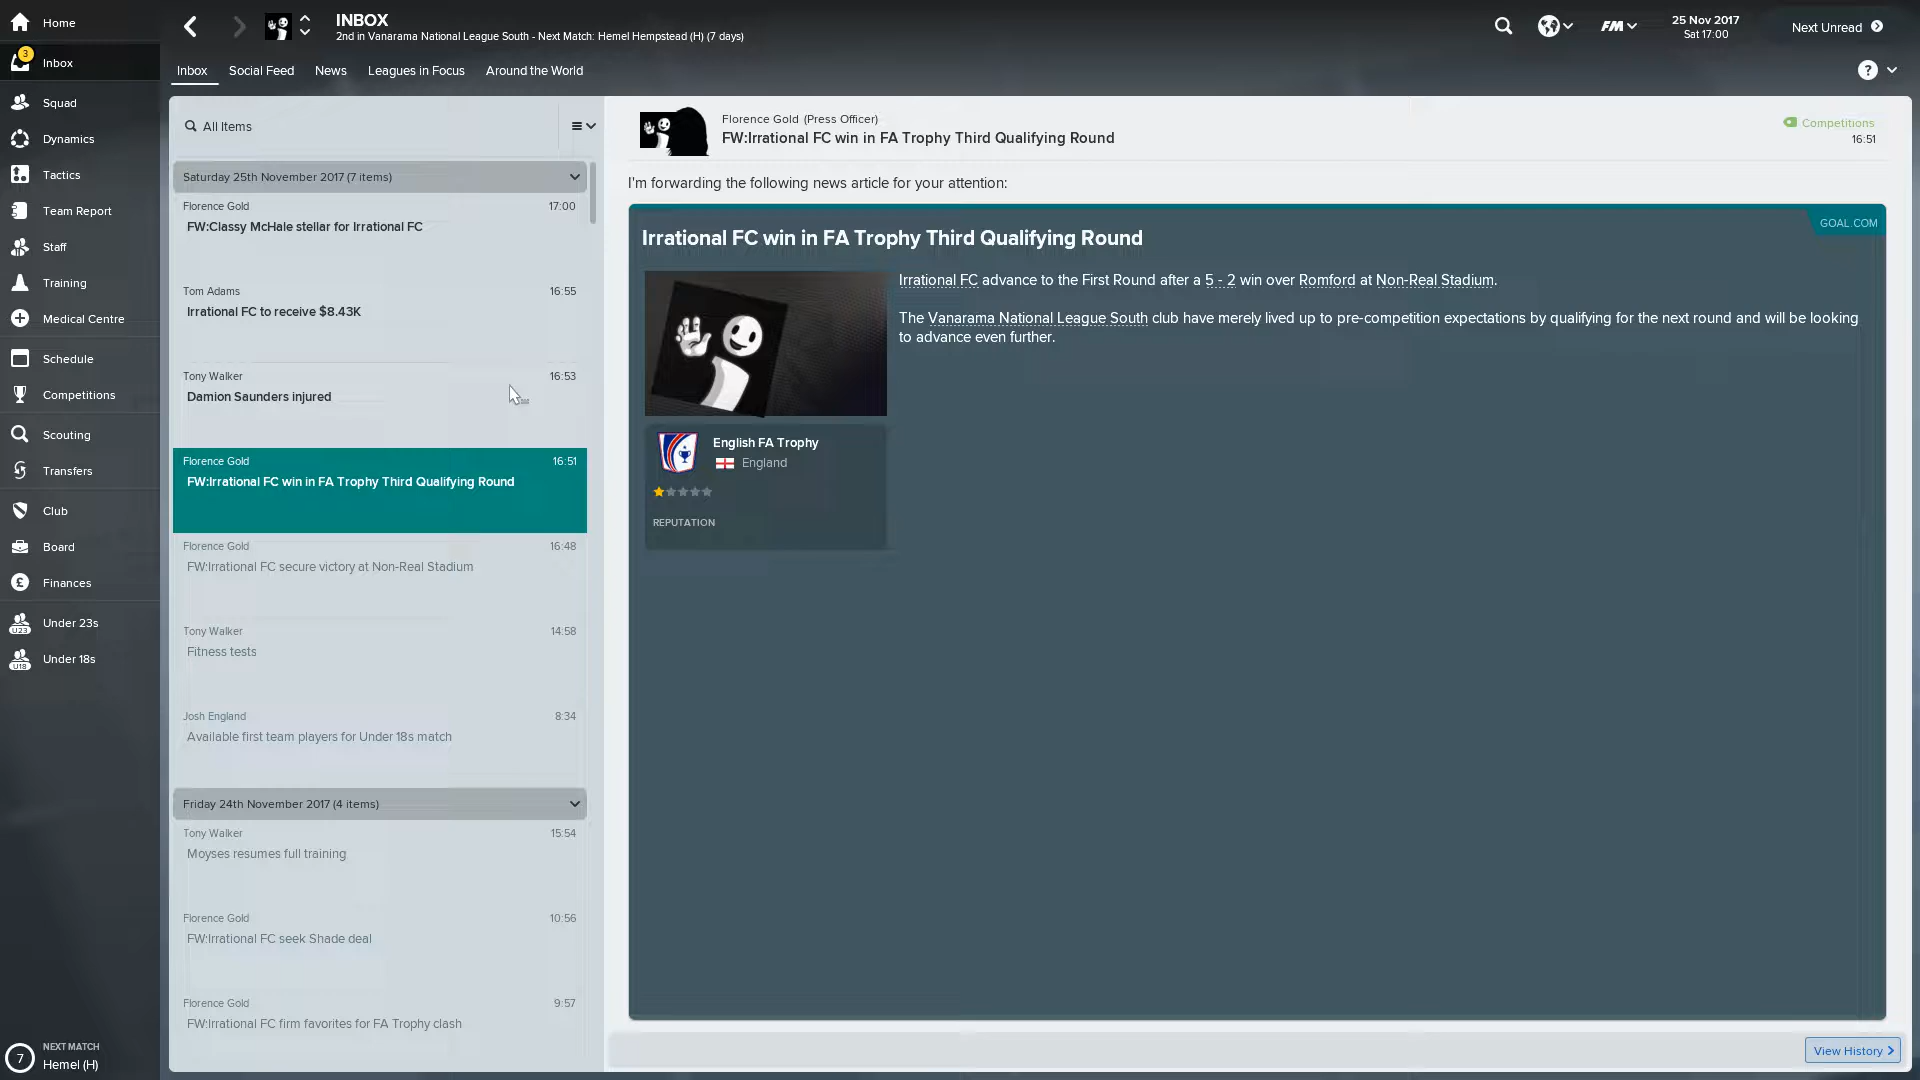 Home
3
Inbox
Squad
Dynamics
Tactics
Team Report
Staff
Training
Medical Centre
Schedule
Competitions
Scouting
Transfers
Club
Board
Finances
U23
Under 23s
U18
Under 18s
7
NEXT MATCH
Hemel (H)
INBOX
2nd in Vanarama National League South - Next Match: Hemel Hempstead (H) (7 days)
FM
25 Nov 2017
Sat 17:00
Next Unread
Inbox
Social Feed
News
Leagues in Focus
Around the World
?
All Items
Saturday 25th November 2017 (7 items)
Florence Gold 17:00
FW:Classy McHale stellar for Irrational FC
Tom Adams 16:55
Irrational FC to receive $8.43K
Tony Walker 16:53
Damion Saunders injured
Florence Gold 16:51
FW:Irrational FC win in FA Trophy Third Qualifying Round
Florence Gold 16:48
FW:Irrational FC secure victory at Non-Real Stadium
Tony Walker 14:58
Fitness tests
Josh England 8:34
Available first team players for Under 18s match
Friday 24th November 2017 (4 items)
Tony Walker 15:54
Moyses resumes full training
Florence Gold 10:56
FW:Irrational FC seek Shade deal
Florence Gold 9:57
FW:Irrational FC firm favorites for FA Trophy clash
Florence Gold (Press Officer)
FW:Irrational FC win in FA Trophy Third Qualifying Round
Competitions
16:51
I'm forwarding the following news article for your attention:
GOAL.COM
Irrational FC win in FA Trophy Third Qualifying Round
Irrational FC advance to the First Round after a 5 - 2 win over Romford at Non-Real Stadium.
The Vanarama National League South club have merely lived up to pre-competition expectations by qualifying for the next round and will be looking
to advance even further.
English FA Trophy
England
REPUTATION
View History